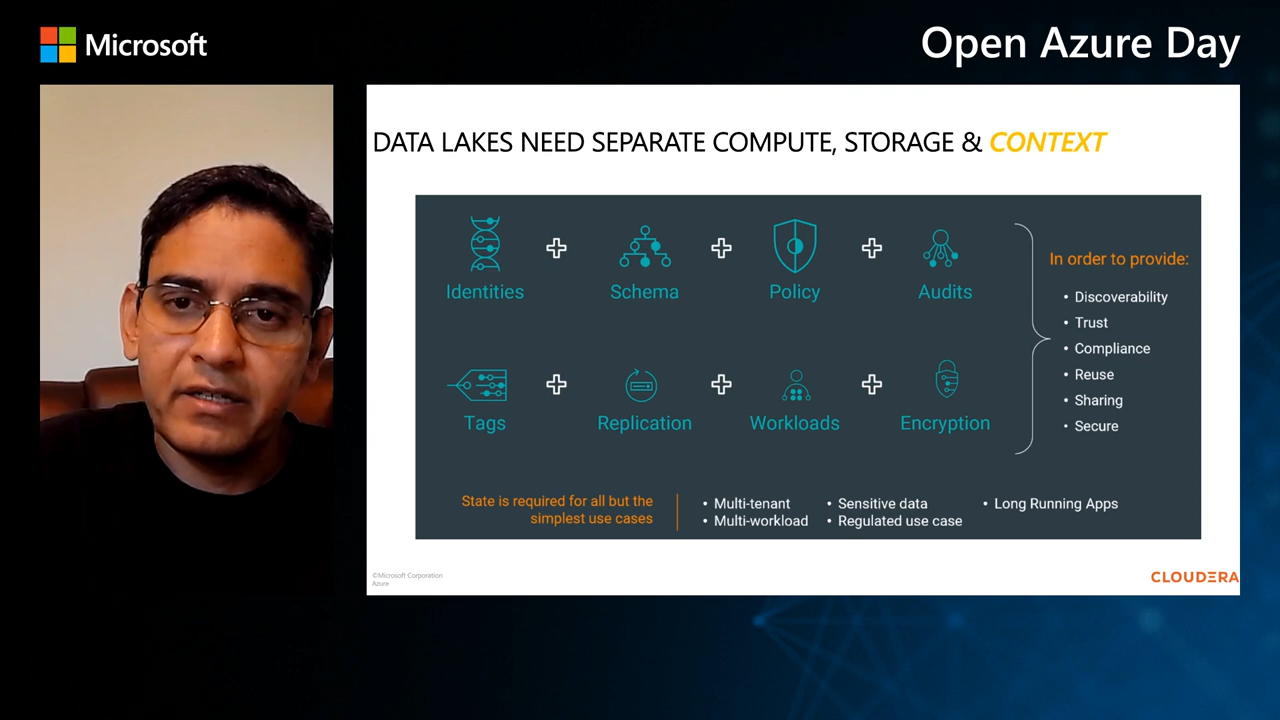 Microsoft
Open Azure Day
DATA LAKES NEED SEPARATE COMPUTE, STORAGE & CONTEXT
Identities
Schema
Policy
Audits
Tags
Replication
Workloads
Encryption
In order to provide:
• Discoverability
• Trust
• Compliance
• Reuse
• Sharing
• Secure
State is required for all but the
simplest use cases
• Multi-tenant
• Multi-workload
• Sensitive data
• Regulated use case
• Long Running Apps
©Microsoft Corporation
Azure
CLOUDERA